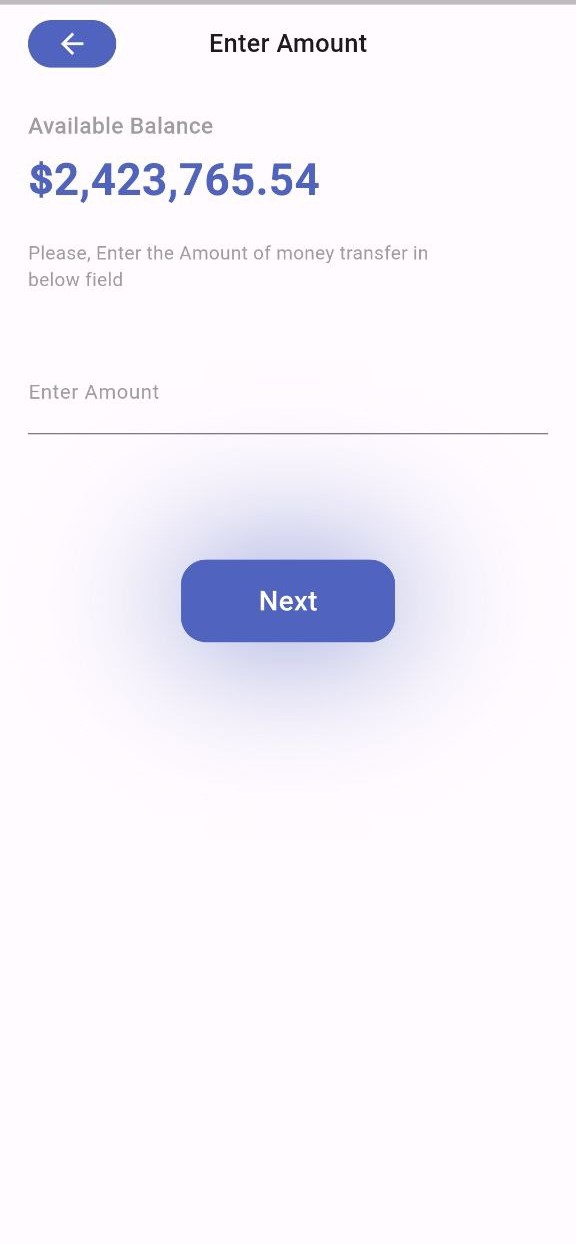 Enter Amount
Available Balance
$2,423,765.54
Please, Enter the Amount of money transfer in
below field
Enter Amount
Next